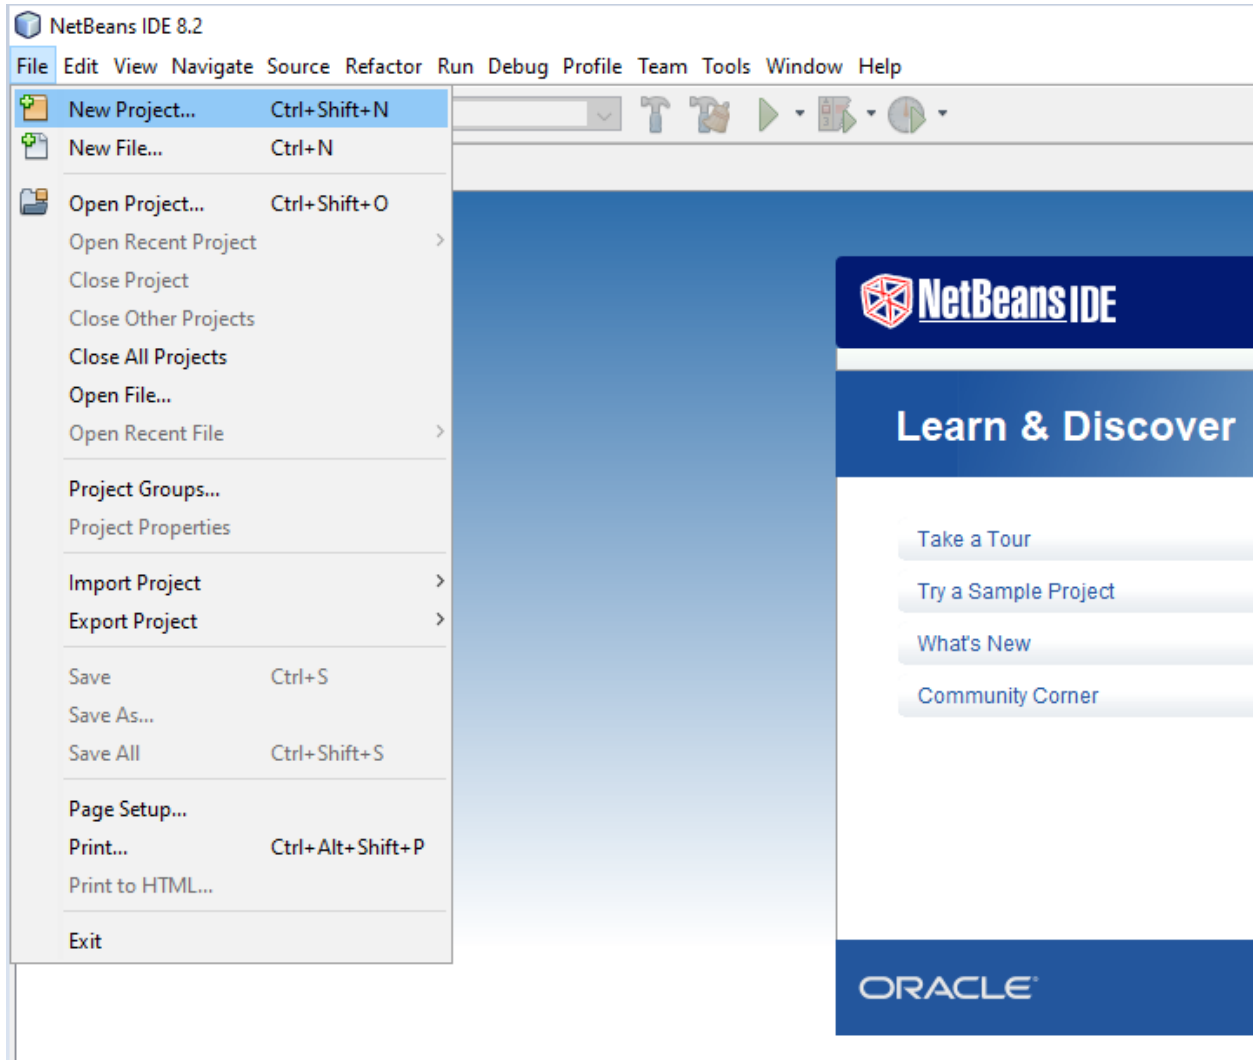 NetBeans IDE 8.2
File Edit View Navigate Source Refactor Run Debug Profile Team Tools Window Help
New Project... Ctrl+Shift+N
New File... Ctrl+N
Open Project... Ctrl+Shift+O
Open Recent Project
Close Project
Close Other Projects
Close All Projects
Open File...
Open Recent File
Project Groups...
Project Properties
Import Project
Export Project
Save Ctrl+S
Save As...
Save All Ctrl+Shift+S
Page Setup...
Print... Ctrl+Alt+Shift+P
Print to HTML...
Exit
NetBeans IDE
Learn & Discover
Take a Tour
Try a Sample Project
What's New
Community Corner
ORACLE